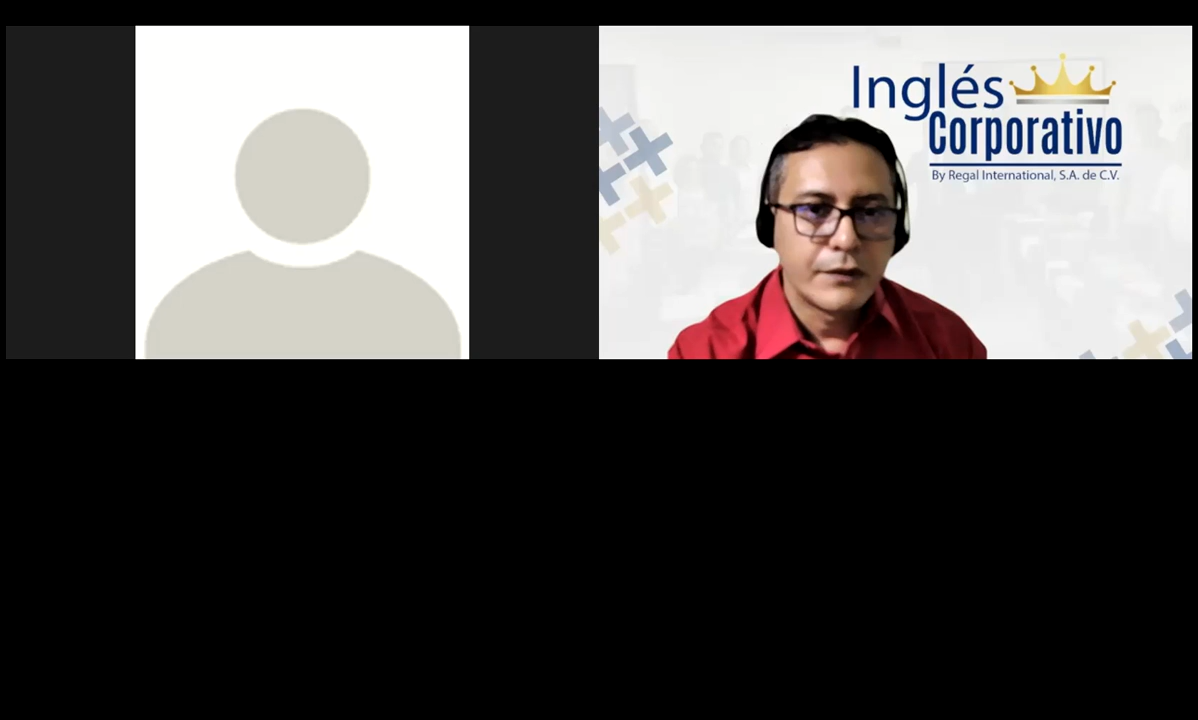 Inglés
Corporativo
By Regal International, S.A. de C.V.